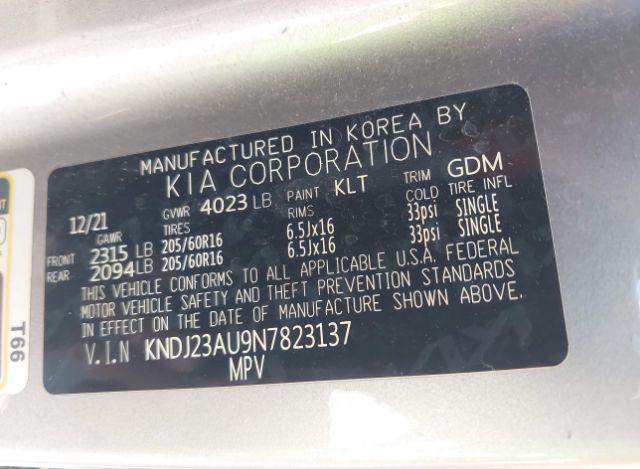 MANUFACTURED IN KOREA BY
KIA CORPORATION
12/21 GVWR 4023 LB PAINT KLT TRIM GDM
GAWR TIRES RIMS COLD TIRE INFL
FRONT 2315 LB 205/60R16 6.5Jx16 33psi SINGLE
REAR 2094 LB 205/60R16 6.5Jx16 33psi SINGLE
THIS VEHICLE CONFORMS TO ALL APPLICABLE U.S.A. FEDERAL
MOTOR VEHICLE SAFETY AND THEFT PREVENTION STANDARDS
IN EFFECT ON THE DATE OF MANUFACTURE SHOWN ABOVE.
V.I.N KNDJ23AU9N7823137
MPV
T66